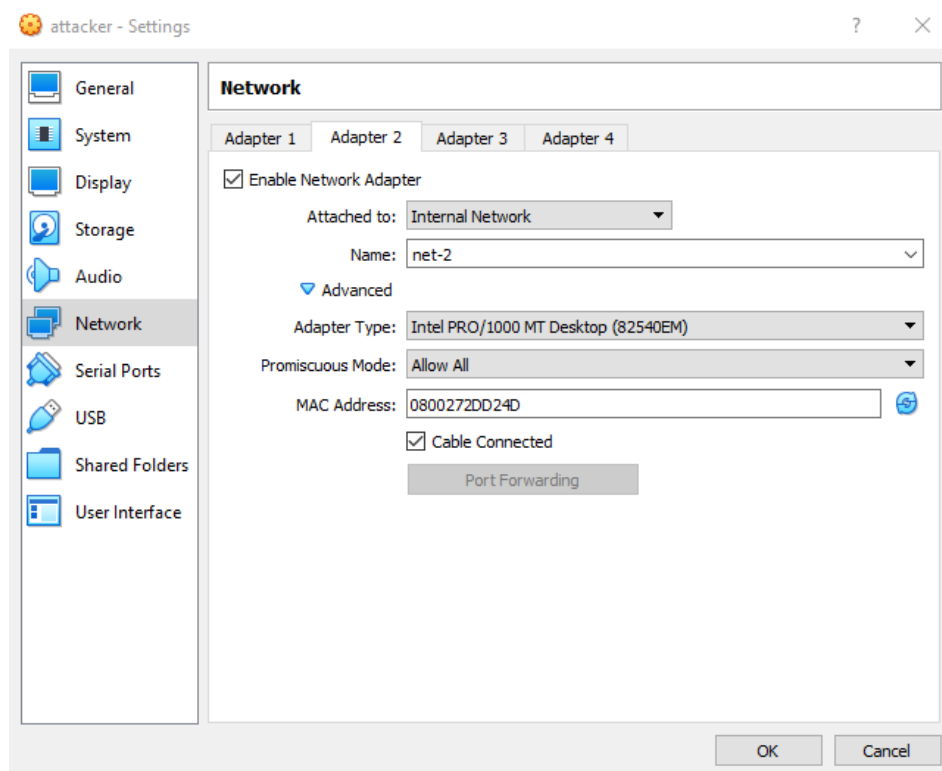 attacker - Settings
?
General
System
Display
Storage
Audio
Network
Serial Ports
USB
Shared Folders
User Interface
Network
Adapter 1 Adapter 2 Adapter 3 Adapter 4
Enable Network Adapter
Attached to: Internal Network
Name: net-2
Advanced
Adapter Type: Intel PRO/1000 MT Desktop (82540EM)
Promiscuous Mode: Allow All
MAC Address: 0800272DD24D
Cable Connected
Port Forwarding
OK Cancel